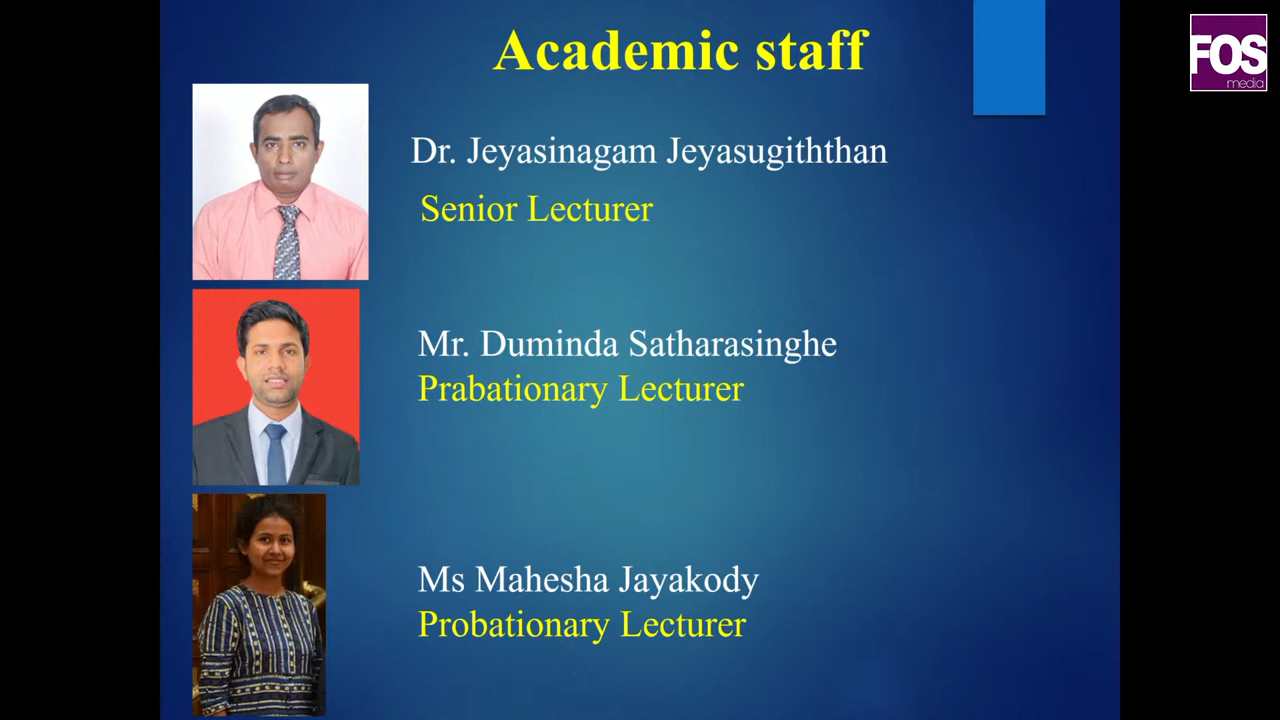 Academic staff
FOS
media
Dr. Jeyasinagam Jeyasugiththan
Senior Lecturer
Mr. Duminda Satharasinghe
Prabationary Lecturer
Ms Mahesha Jayakody
Probationary Lecturer